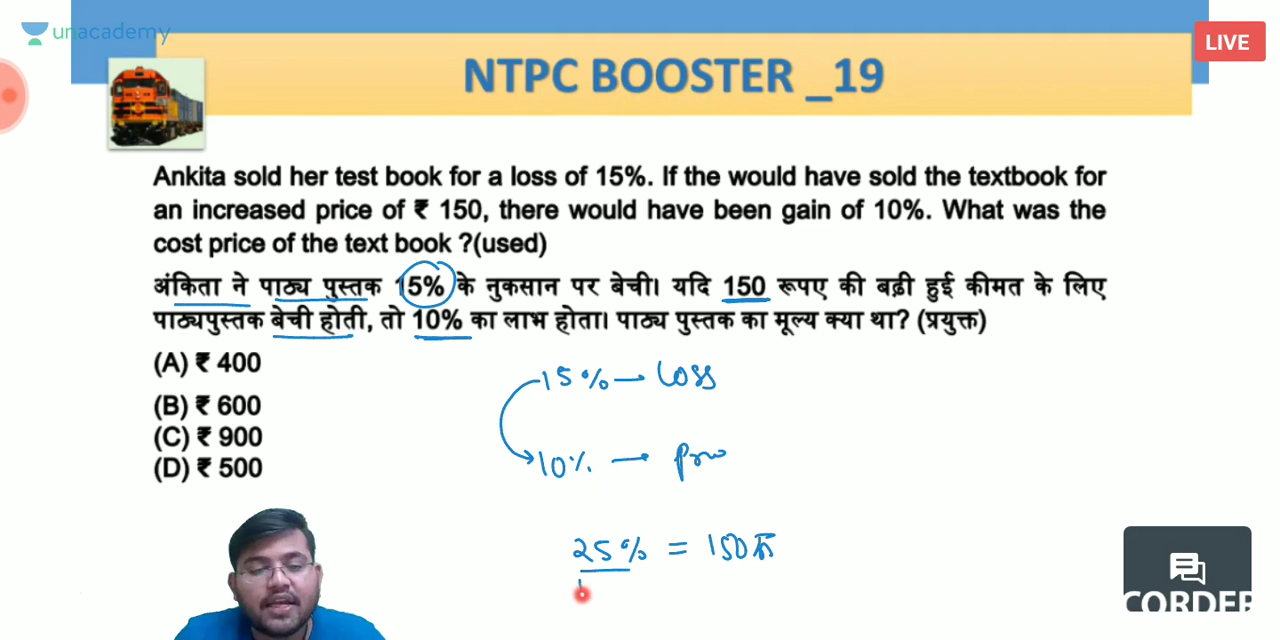 unacademy
LIVE
NTPC BOOSTER _19
Ankita sold her test book for a loss of 15%. If the would have sold the textbook for
an increased price of ₹ 150, there would have been gain of 10%. What was the
cost price of the text book ?(used)
अंकिता ने पाठ्य पुस्तक 15% के नुकसान पर बेची। यदि 150 रूपए की बढ़ी हुई कीमत के लिए
पाठ्यपुस्तक बेची होती, तो 10% का लाभ होता। पाठ्य पुस्तक का मूल्य क्या था? (प्रयुक्त)
(A) ₹ 400
(B) ₹ 600
(C) ₹ 900
(D) ₹ 500
15% → Loss
10% →
25% = 150
CORDER